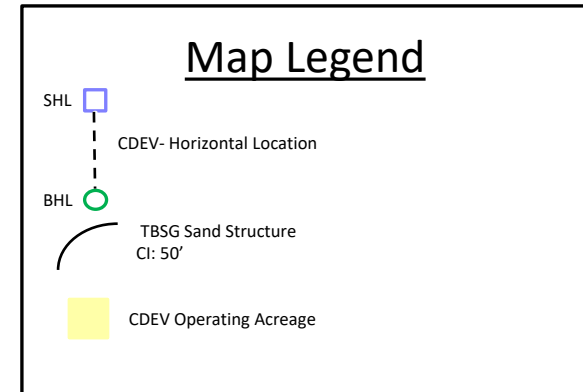 Map Legend
SHL
CDEV- Horizontal Location
BHL
TBSG Sand Structure
CI: 50’
CDEV Operating Acreage